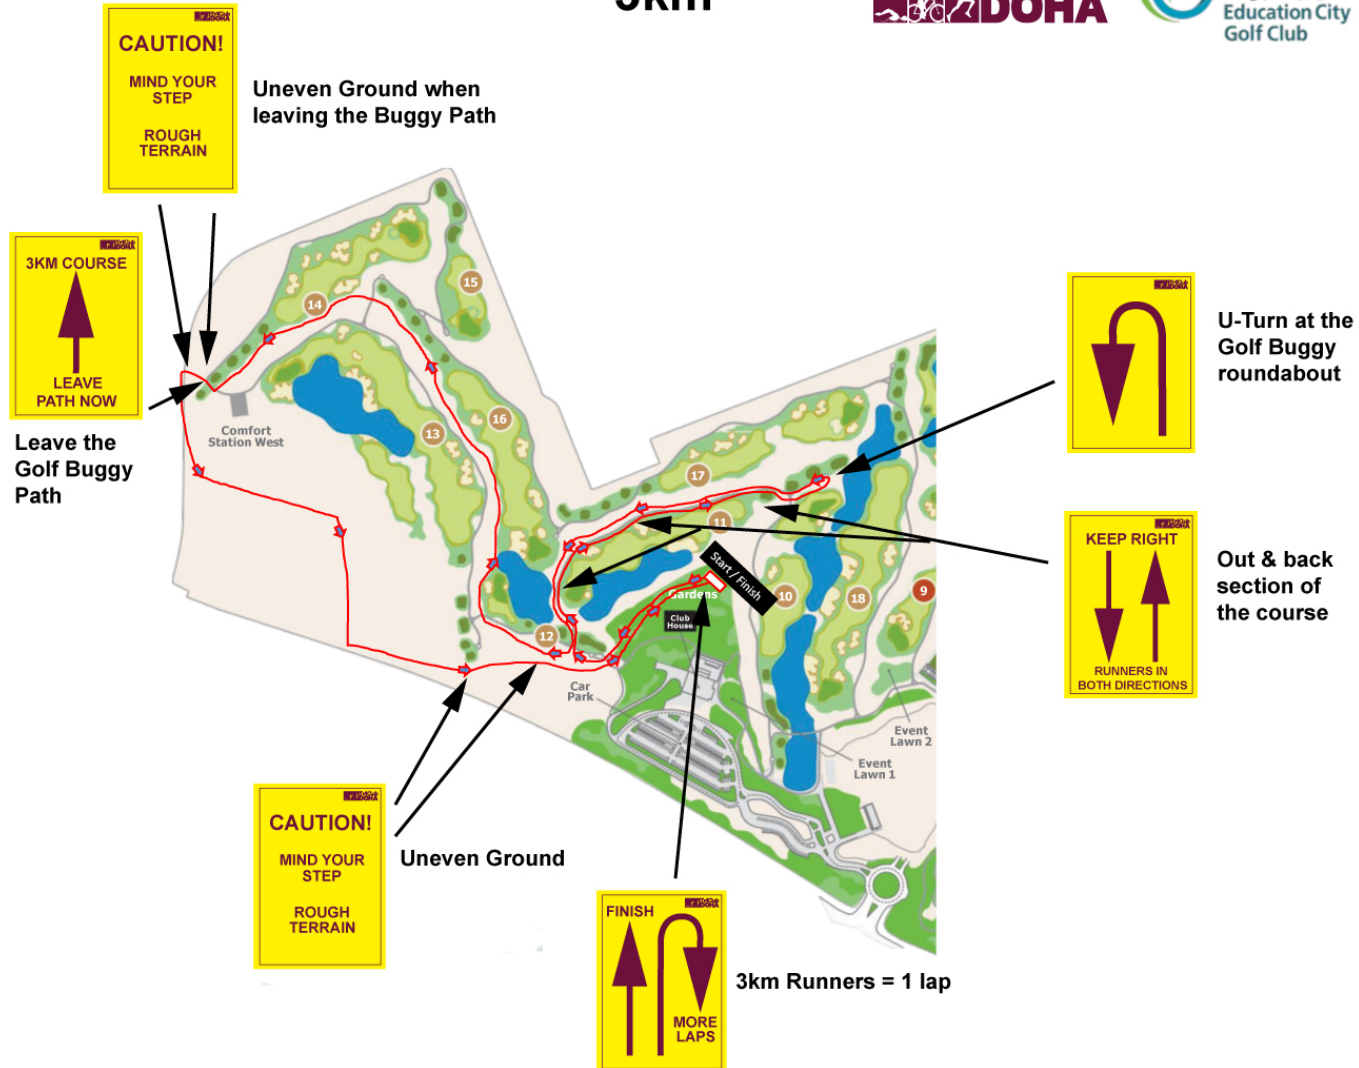 DOHA
Education City
Golf Club
CAUTION!
MIND YOUR
STEP
ROUGH
TERRAIN
Uneven Ground when
leaving the Buggy Path
3KM COURSE
LEAVE
PATH NOW
Leave the
Golf Buggy
Path
Comfort
Station West
14
15
13
16
17
11
12
10
18
9
Start / Finish
Gardens
Club
House
Car
Park
Event
Lawn 2
Event
Lawn 1
U-Turn at the
Golf Buggy
roundabout
KEEP RIGHT
RUNNERS IN
BOTH DIRECTIONS
Out & back
section of
the course
CAUTION!
MIND YOUR
STEP
ROUGH
TERRAIN
Uneven Ground
FINISH
MORE
LAPS
3km Runners = 1 lap